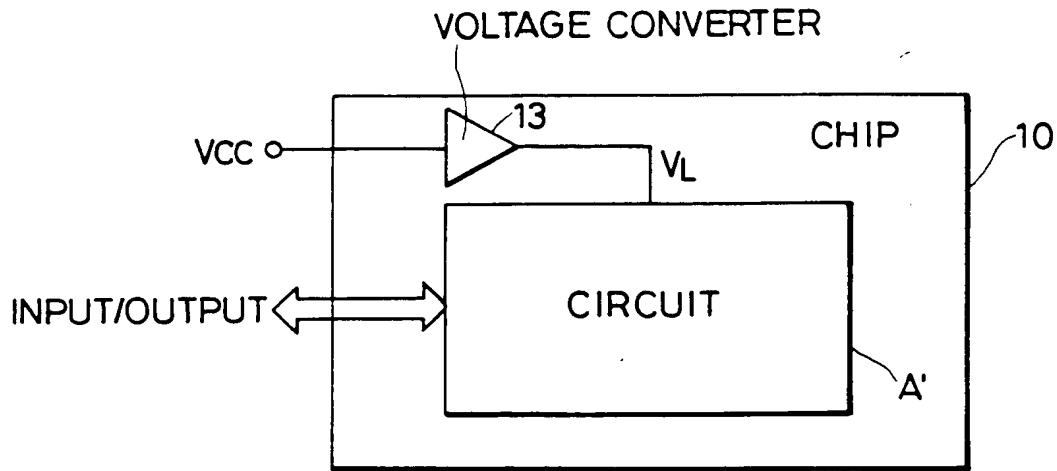 VOLTAGE CONVERTER
13
CHIP
10
VCC
VL
INPUT/OUTPUT
CIRCUIT
A'